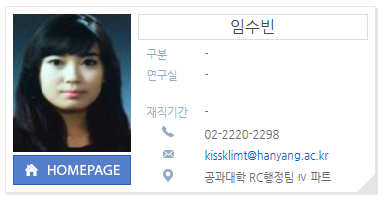 임수빈
구분 -
연구실 -
재직기간 -
02-2220-2298
kissklimt@hanyang.ac.kr
공과대학 RC행정팀 Ⅳ 파트
HOMEPAGE